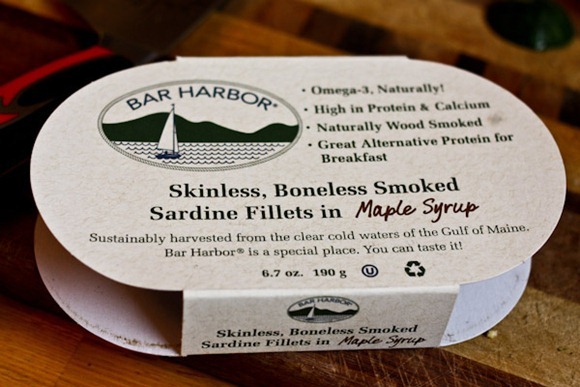 BAR HARBOR®
• Omega-3, Naturally!
• High in Protein & Calcium
• Naturally Wood Smoked
• Great Alternative Protein for
Breakfast
Skinless, Boneless Smoked
Sardine Fillets in Maple Syrup
Sustainably harvested from the clear cold waters of the Gulf of Maine.
Bar Harbor® is a special place. You can taste it!
6.7 oz. 190 g U
BAR HARBOR®
Skinless, Boneless Smoked
Sardine Fillets in Maple Syrup